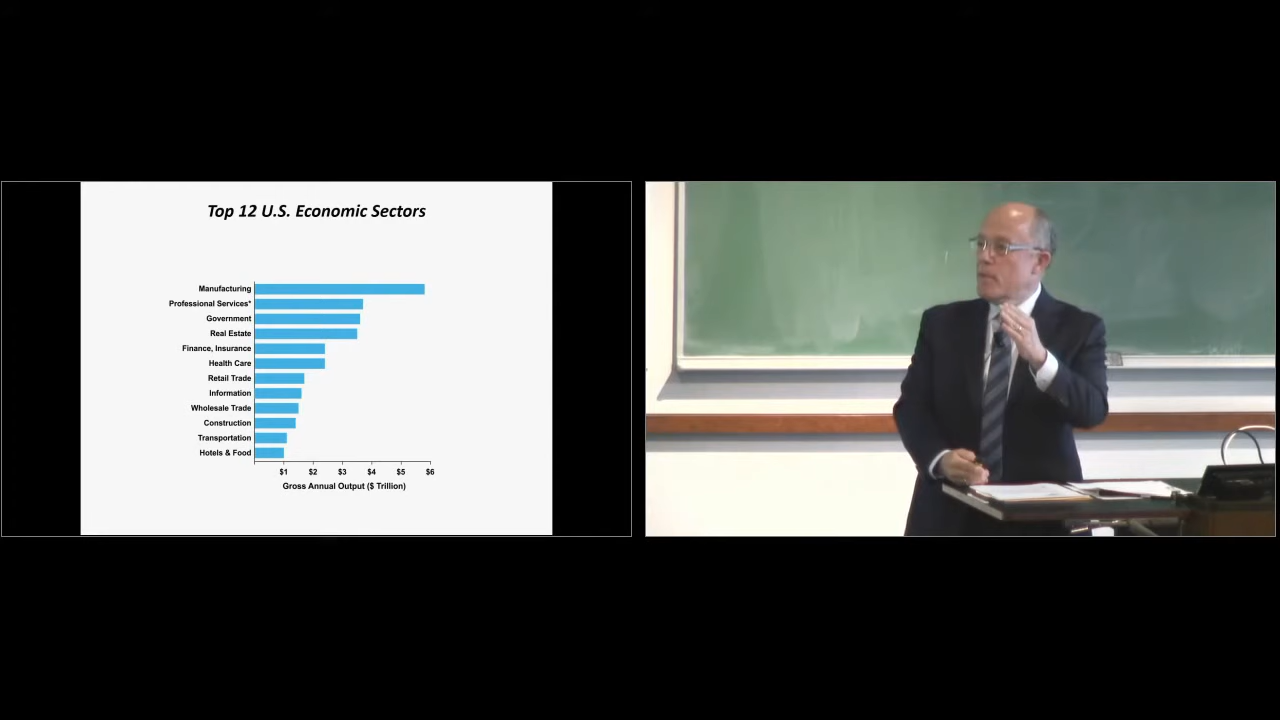 Top 12 U.S. Economic Sectors
Manufacturing
Professional Services*
Government
Real Estate
Finance, Insurance
Health Care
Retail Trade
Information
Wholesale Trade
Construction
Transportation
Hotels & Food
$1 $2 $3 $4 $5 $6
Gross Annual Output ($ Trillion)